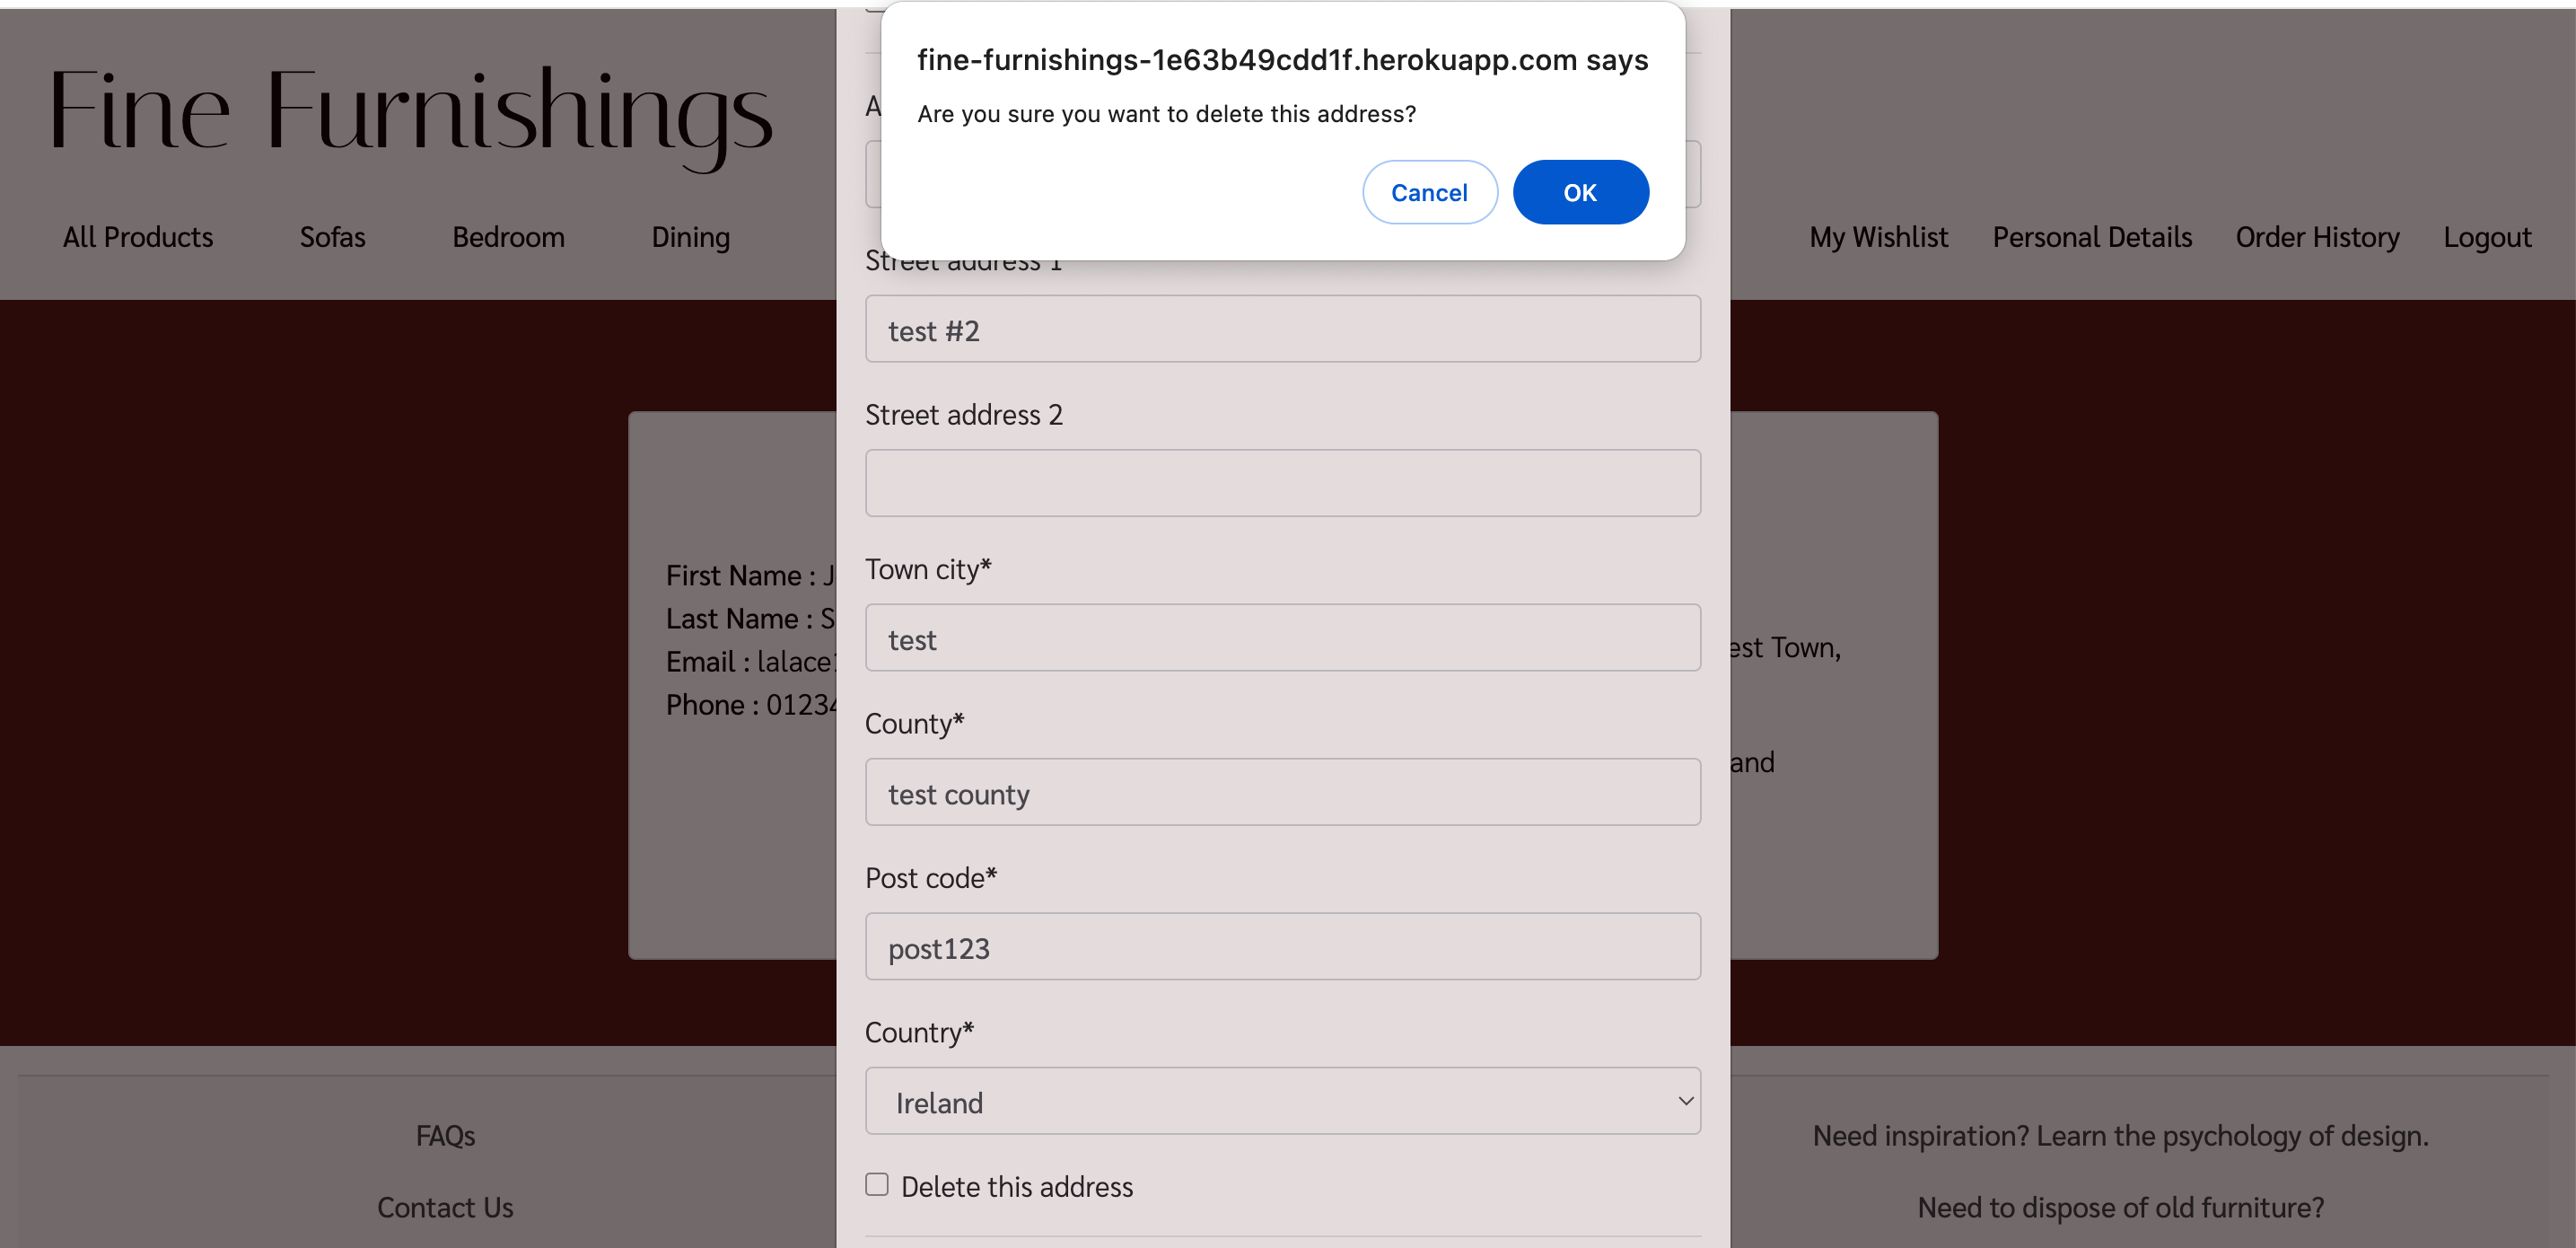 fine-furnishings-1e63b49cdd1f.herokuapp.com says
Are you sure you want to delete this address?
Cancel
OK
Fine Furnishings
All Products
Sofas
Bedroom
Dining
My Wishlist
Personal Details
Order History
Logout
Street address 1
test #2
Street address 2
Town city*
test
County*
test county
Post code*
post123
Country*
Ireland
Delete this address
First Name : J
Last Name : S
Email : lalace
Phone : 01234
est Town,
and
FAQs
Contact Us
Need inspiration? Learn the psychology of design.
Need to dispose of old furniture?